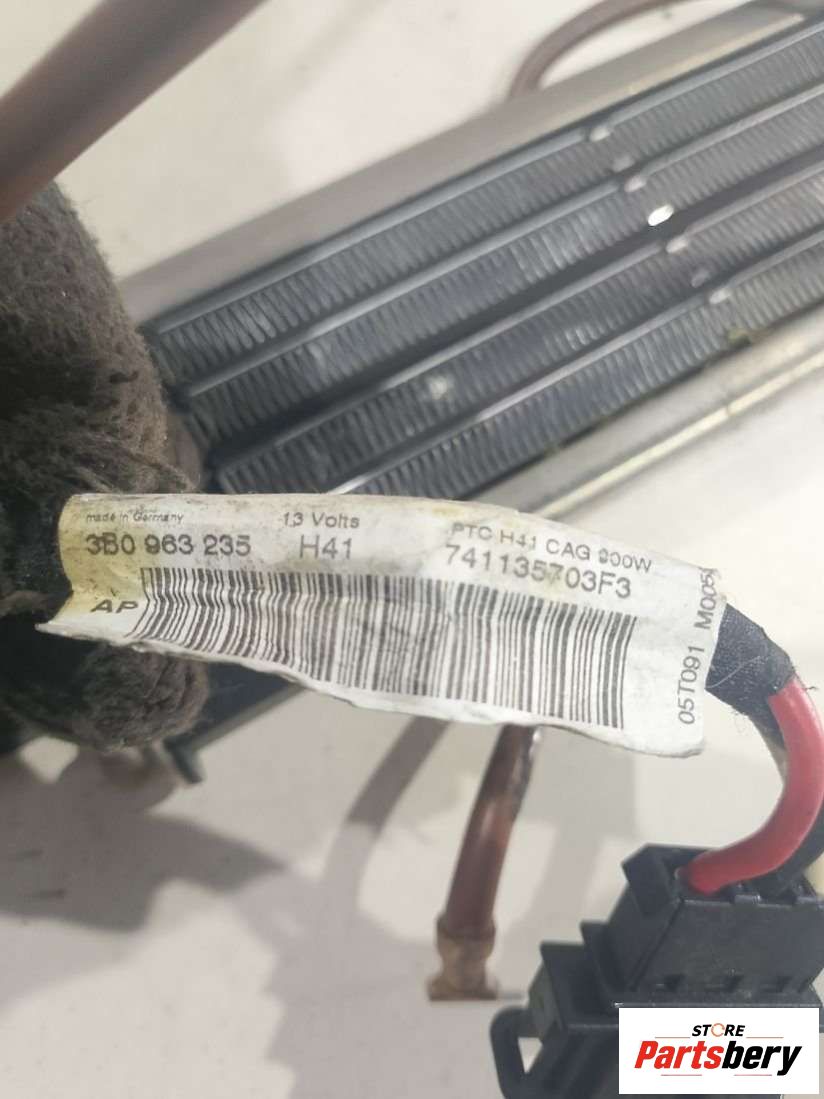 made in Germany 13 Volts PTC H41 CAG 900W
3B0 963 235 H41 741135703F3
AP
05T091 M005
STORE
Partsbery